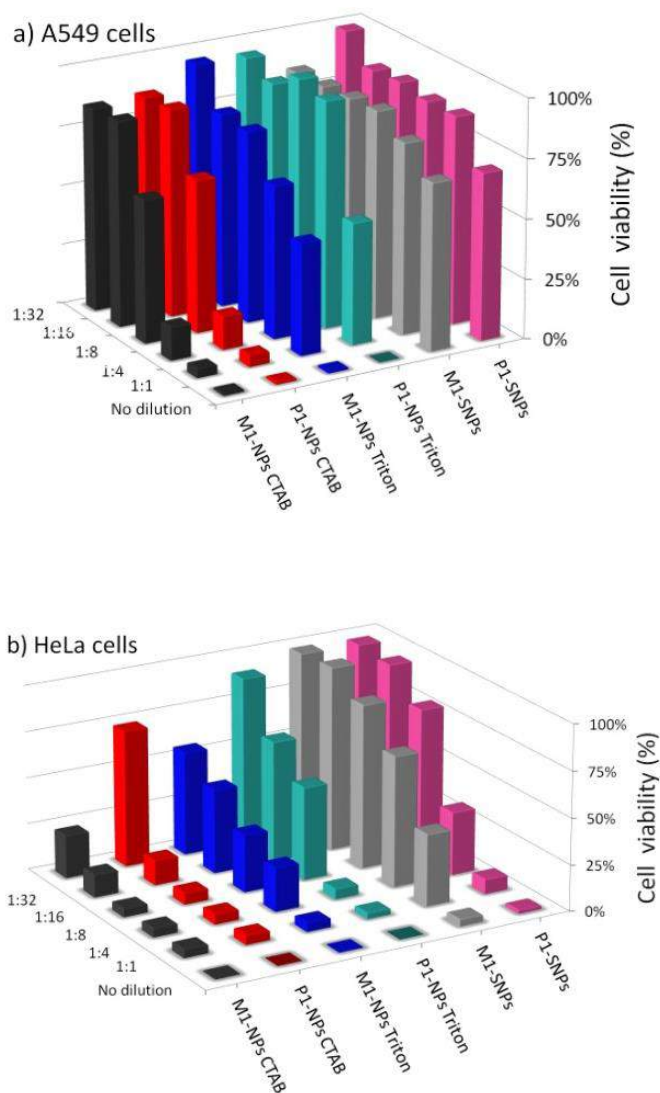 a) A549 cells
100%
75%
50%
25%
0%
Cell viability (%)
1:32
1:16
1:8
1:4
1:1
No dilution
M1-NPs CTAB
P1-NPs CTAB
M1-NPs Triton
P1-NPs Triton
M1-SNPs
P1-SNPs
b) HeLa cells
100%
75%
50%
25%
0%
Cell viability (%)
1:32
1:16
1:8
1:4
1:1
No dilution
M1-NPs CTAB
P1-NPs CTAB
M1-NPs Triton
P1-NPs Triton
M1-SNPs
P1-SNPs